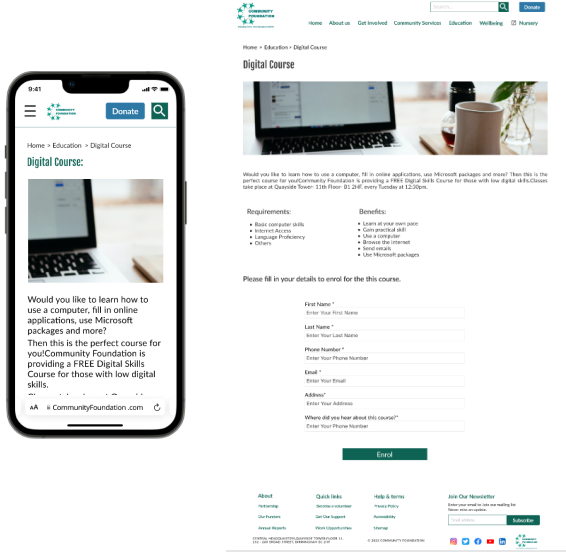 9:41
COMMUNITY
FOUNDATION
Donate
Home > Education > Digital Course
Digital Course:
Would you like to learn how to
use a computer, fill in online
applications, use Microsoft
packages and more?
Then this is the perfect course for
you!Community Foundation is
providing a FREE Digital Skills
Course for those with low digital
skills.
AA CommunityFoundation .com
COMMUNITY
FOUNDATION
Search...
Donate
Home About us Get Involved Community Services Education Wellbeing Nursery
Home > Education > Digital Course
Digital Course
Would you like to learn how to use a computer, fill in online applications, use Microsoft packages and more? Then this is the
perfect course for you!Community Foundation is providing a FREE Digital Skills Course for those with low digital skills.Classes
take place at Quayside Tower- 11th Floor- B1 2HF, every Tuesday at 12:30pm.
Requirements:
Basic computer skills
Internet Access
Language Proficiency
Others
Benefits:
Learn at your own pace
Gain practical skill
Use a computer
Browse the internet
Send emails
Use Microsoft packages
Please fill in your details to enrol for the this course.
First Name *
Enter Your First Name
Last Name *
Enter Your Last Name
Phone Number *
Enter Your Phone Number
Email *
Enter Your Email
Address*
Enter Your Address
Where did you hear about this course?*
Enter Your Phone Number
Enrol
About
Partnership
Our Funders
Annual Reports
Quick links
Become a volunteer
Get Our Support
Work Opportunities
Help & terms
Privacy Policy
Accessibility
Sitemap
Join Our Newsletter
Enter your email to join our mailing list
Never miss an update.
Email address
Subscribe
© 2023 COMMUNITY FOUNDATION
COMMUNITY
FOUNDATION